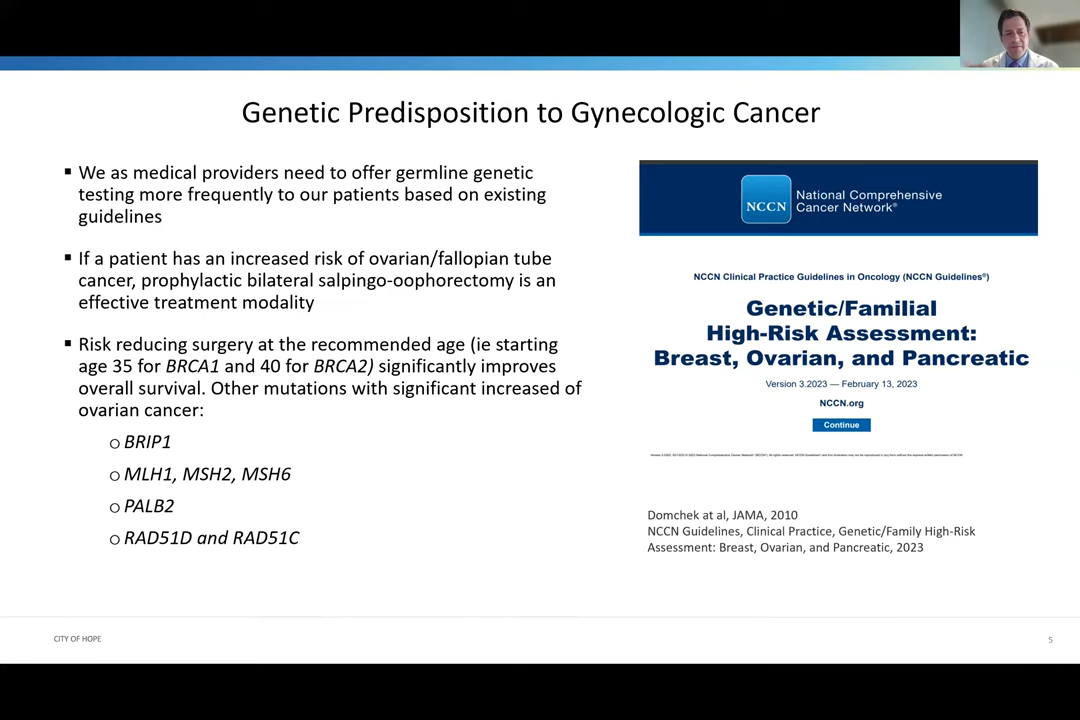 Genetic Predisposition to Gynecologic Cancer
▪ We as medical providers need to offer germline genetic
testing more frequently to our patients based on existing
guidelines
▪ If a patient has an increased risk of ovarian/fallopian tube
cancer, prophylactic bilateral salpingo-oophorectomy is an
effective treatment modality
▪ Risk reducing surgery at the recommended age (ie starting
age 35 for BRCA1 and 40 for BRCA2) significantly improves
overall survival. Other mutations with significant increased of
ovarian cancer:
o BRIP1
o MLH1, MSH2, MSH6
o PALB2
o RAD51D and RAD51C
NCCN
National Comprehensive
Cancer Network®
NCCN Clinical Practice Guidelines in Oncology (NCCN Guidelines®)
Genetic/Familial
High-Risk Assessment:
Breast, Ovarian, and Pancreatic
Version 3.2023 — February 13, 2023
NCCN.org
Continue
Domchek at al, JAMA, 2010
NCCN Guidelines, Clinical Practice, Genetic/Family High-Risk
Assessment: Breast, Ovarian, and Pancreatic, 2023
CITY OF HOPE
5